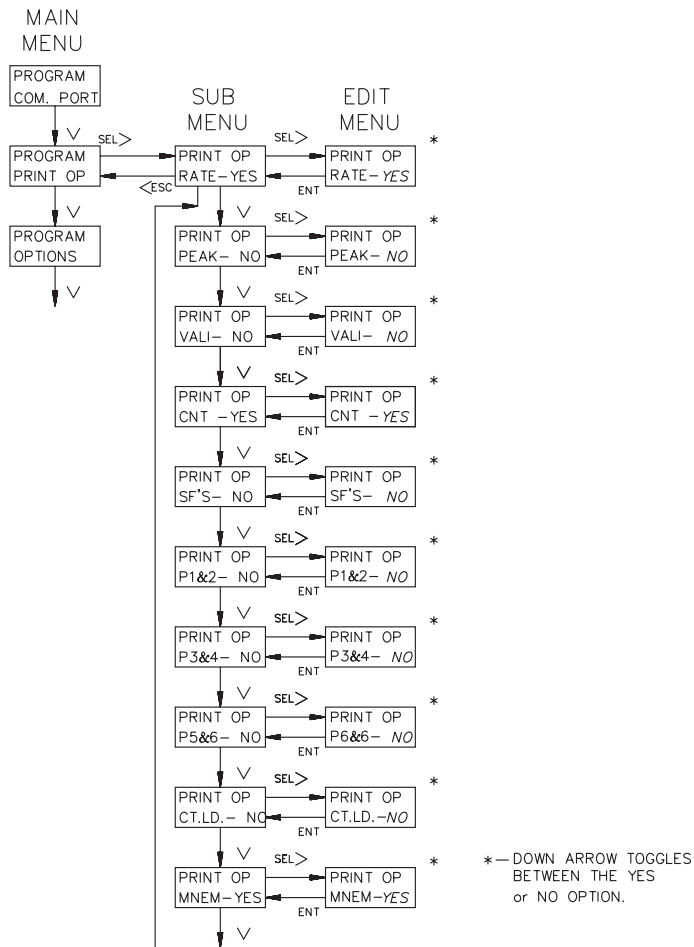 MAIN
MENU
PROGRAM
COM. PORT
SUB
MENU
EDIT
MENU
SEL>
PROGRAM
PRINT OP
PRINT OP
RATE-YES
SEL>
PRINT OP
RATE-YES
*
<ESC
ENT
PROGRAM
OPTIONS
SEL>
PRINT OP
PEAK- NO
PRINT OP
PEAK- NO
*
ENT
SEL>
PRINT OP
VALI- NO
PRINT OP
VALI- NO
*
ENT
SEL>
PRINT OP
CNT -YES
PRINT OP
CNT -YES
*
ENT
SEL>
PRINT OP
SF'S- NO
PRINT OP
SF'S- NO
*
ENT
SEL>
PRINT OP
P1&2- NO
PRINT OP
P1&2- NO
*
ENT
SEL>
PRINT OP
P3&4- NO
PRINT OP
P3&4- NO
*
ENT
SEL>
PRINT OP
P5&6- NO
PRINT OP
P6&6- NO
*
ENT
SEL>
PRINT OP
CT.LD.- NO
PRINT OP
CT.LD.-NO
*
ENT
SEL>
PRINT OP
MNEM-YES
PRINT OP
MNEM-YES
*
ENT
*- DOWN ARROW TOGGLES
BETWEEN THE YES
or NO OPTION.